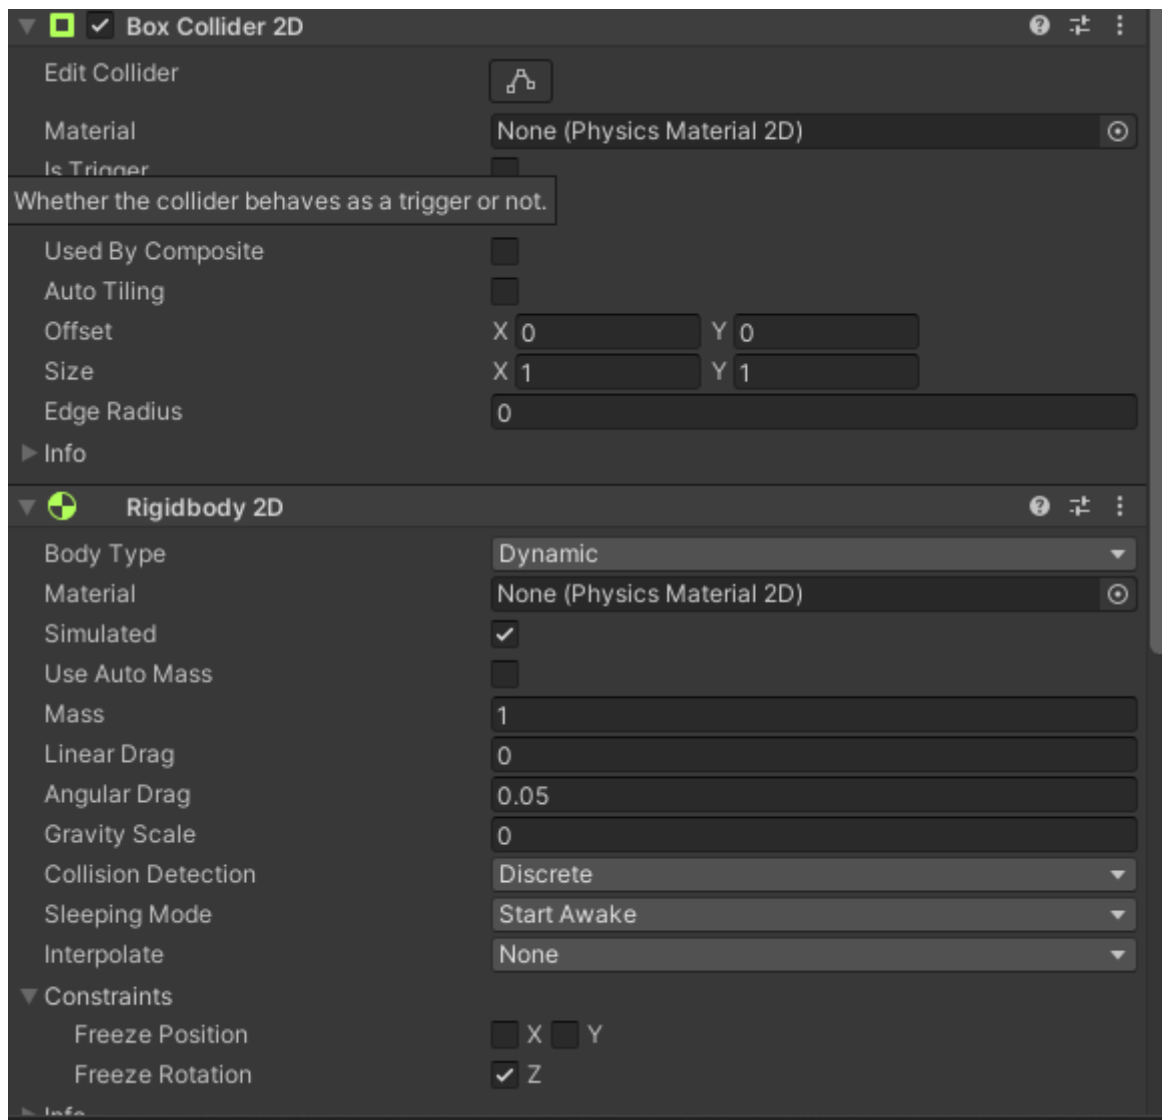 Box Collider 2D
Edit Collider
Material None (Physics Material 2D)
Is Trigger
Whether the collider behaves as a trigger or not.
Used By Composite
Auto Tiling
Offset X 0 Y 0
Size X 1 Y 1
Edge Radius 0
Info
Rigidbody 2D
Body Type Dynamic
Material None (Physics Material 2D)
Simulated
Use Auto Mass
Mass 1
Linear Drag 0
Angular Drag 0.05
Gravity Scale 0
Collision Detection Discrete
Sleeping Mode Start Awake
Interpolate None
Constraints
Freeze Position X Y
Freeze Rotation Z
Info